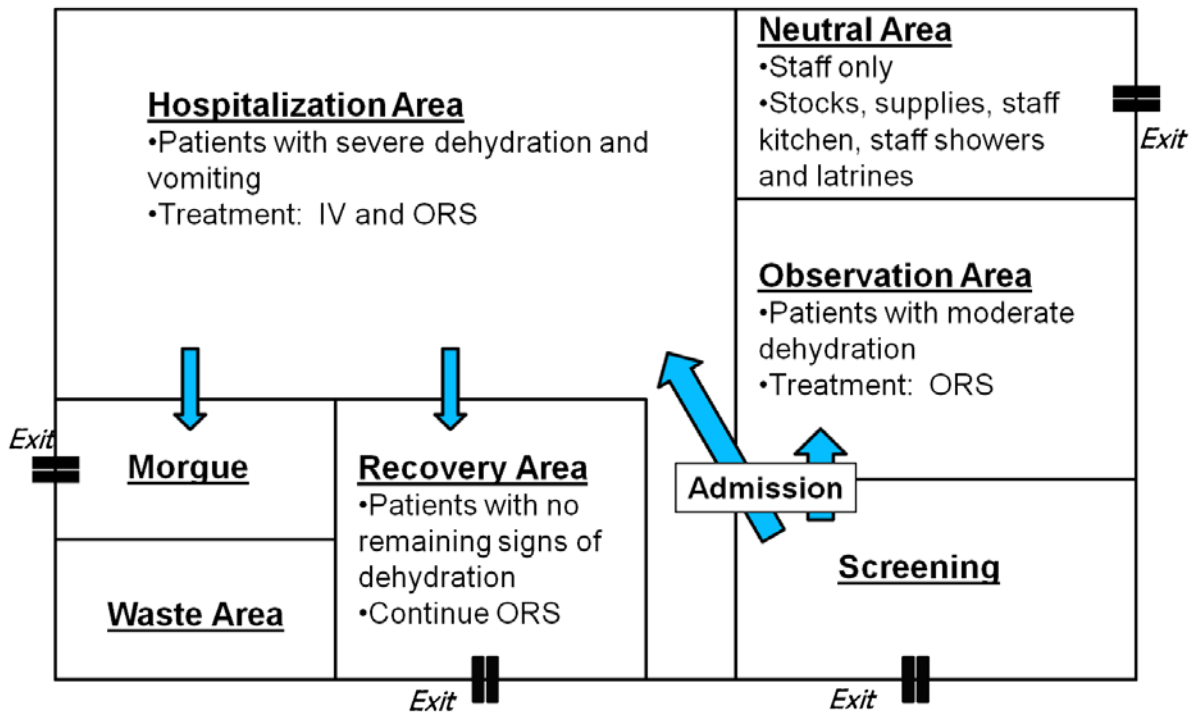 Hospitalization Area
•Patients with severe dehydration and
vomiting
•Treatment:  IV and ORS
Neutral Area
•Staff only
•Stocks, supplies, staff
kitchen, staff showers
and latrines
Exit
Observation Area
•Patients with moderate
dehydration
•Treatment:  ORS
Exit
Morgue
Waste Area
Recovery Area
•Patients with no
remaining signs of
dehydration
•Continue ORS
Exit
Admission
Screening
Exit